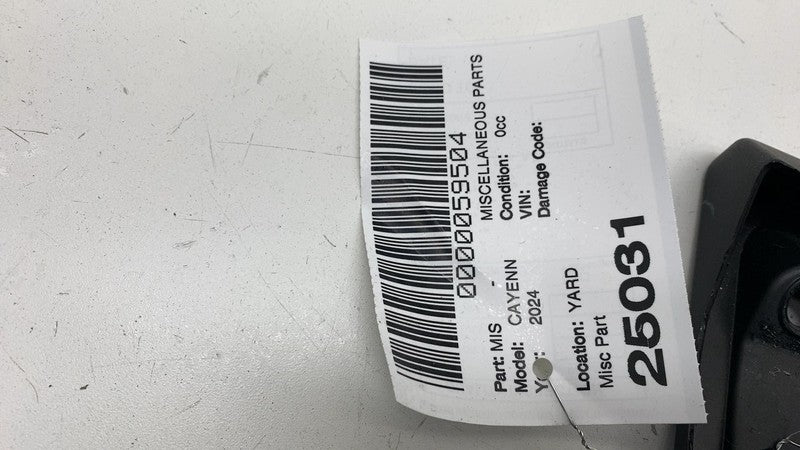 0000059504
Part: MIS MISCELLANEOUS PARTS
Model: CAYENN Condition: 0cc
2024 VIN:
Damage Code:
Location: YARD
Misc Part
25031